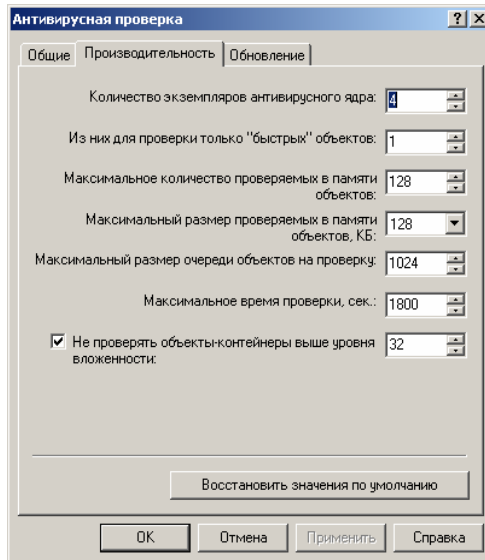 Антивирусная проверка
Общие Производительность Обновление
Количество экземпляров антивирусного ядра: 4
Из них для проверки только "быстрых" объектов: 1
Максимальное количество проверяемых в памяти
объектов: 128
Максимальный размер проверяемых в памяти
объектов, КБ: 128
Максимальный размер очереди объектов на проверку: 1024
Максимальное время проверки, сек.: 1800
Не проверять объекты-контейнеры выше уровня
вложенности: 32
Восстановить значения по умолчанию
ОК Отмена Применить Справка